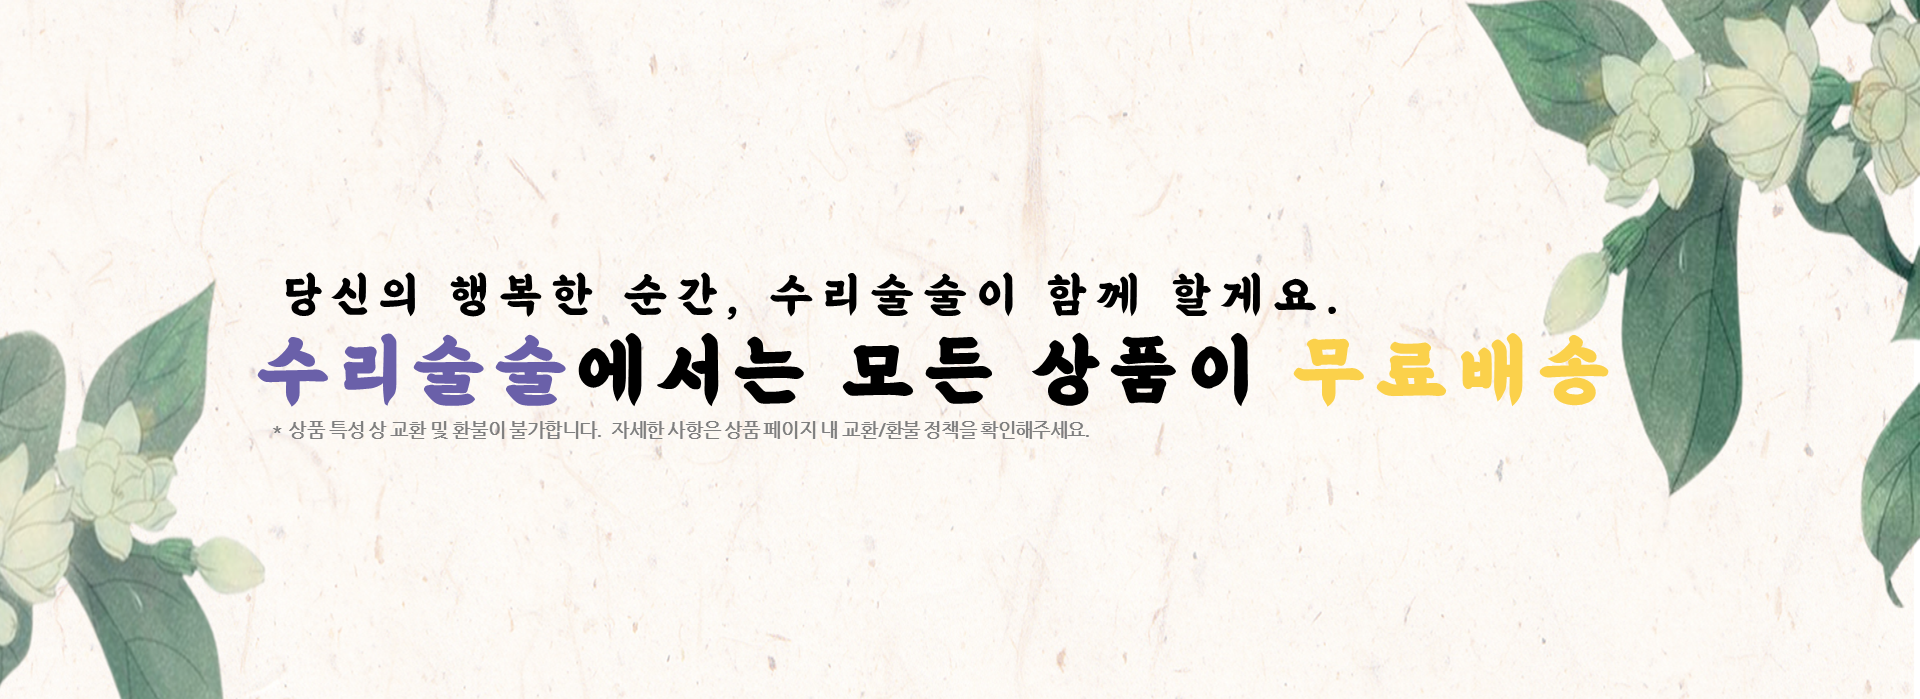 당신의 행복한 순간, 수리술술이 함께 할게요.
수리술술에서는 모든 상품이 무료배송
* 상품 특성 상 교환 및 환불이 불가합니다. 자세한 사항은 상품 페이지 내 교환/환불 정책을 확인해주세요.